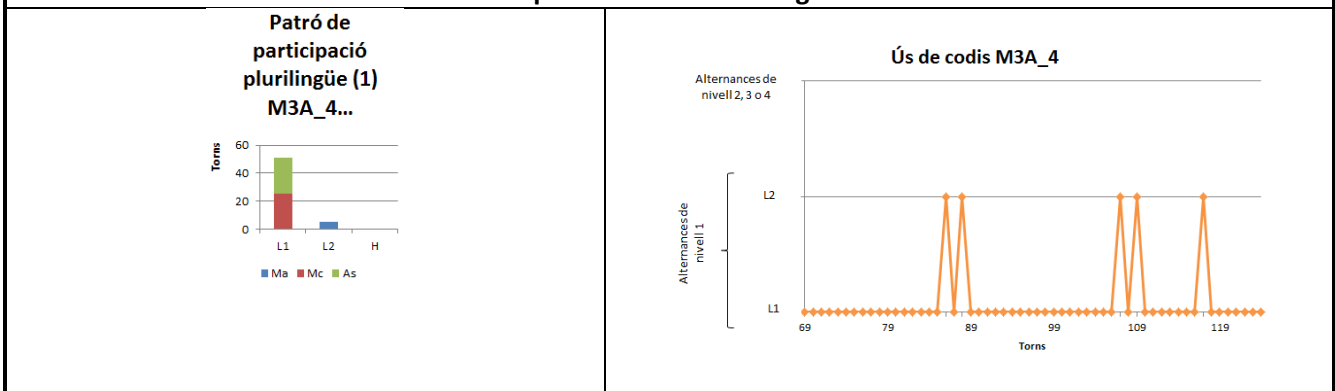 Patró de
participació
plurilingüe (1)
M3A_4...
Torns
60
40
20
0
L1 L2 H
Ma Mc As
Ús de codis M3A_4
Alternances de
nivell 2, 3 o 4
L2
Alternances de
nivell 1
L1
69 79 89 99 109 119
Torns